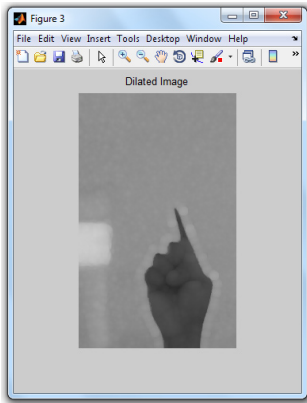 Figure 3
File Edit View Insert Tools Desktop Window Help
Dilated Image